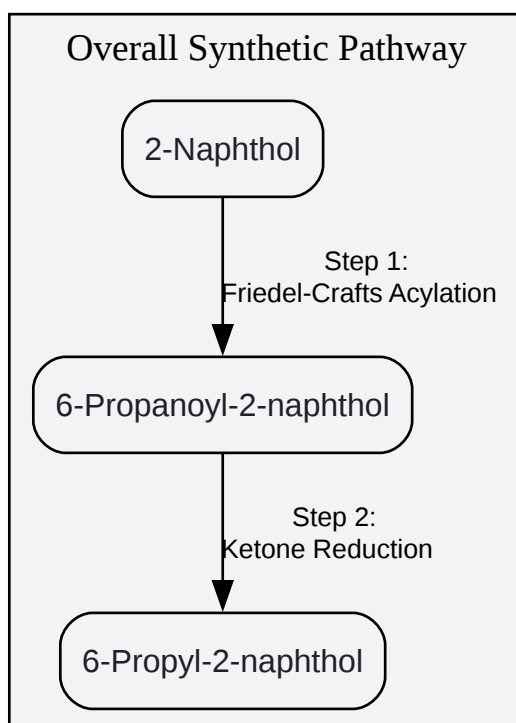 Overall Synthetic Pathway
2-Naphthol
Step 1:
Friedel-Crafts Acylation
6-Propanoyl-2-naphthol
Step 2:
Ketone Reduction
6-Propyl-2-naphthol